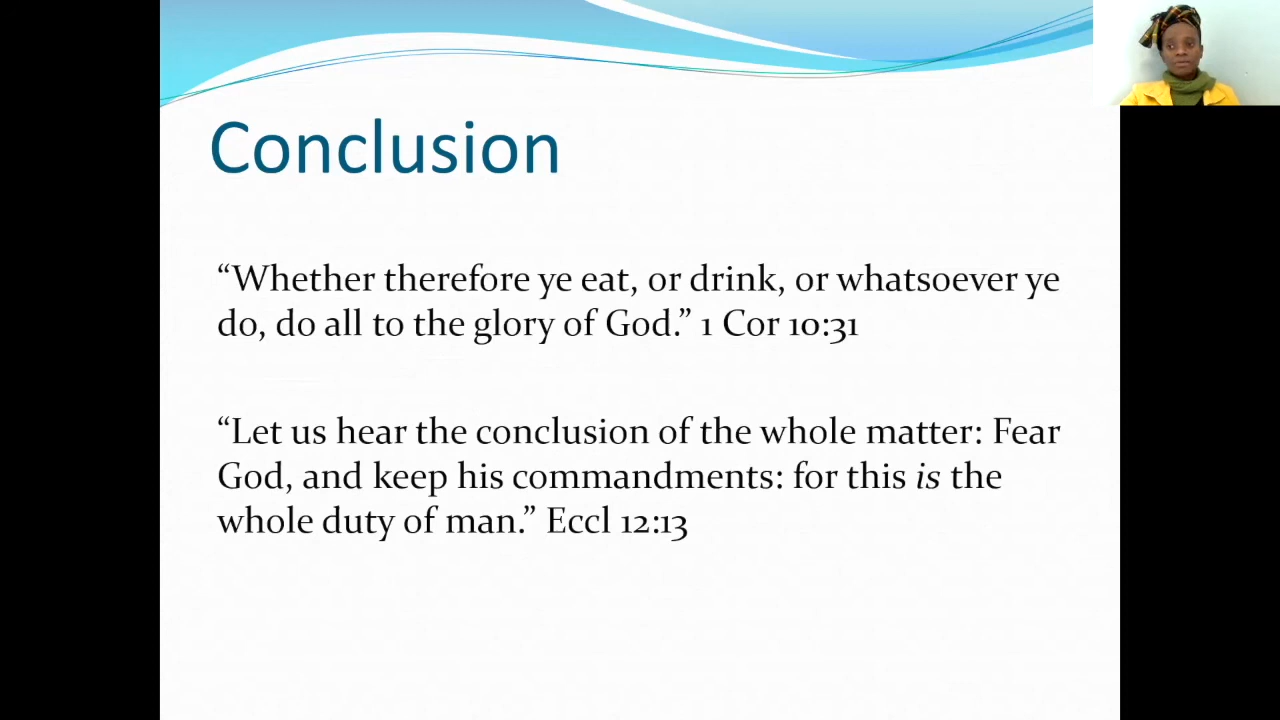 Conclusion
“Whether therefore ye eat, or drink, or whatsoever ye
do, do all to the glory of God.” 1 Cor 10:31
“Let us hear the conclusion of the whole matter: Fear
God, and keep his commandments: for this is the
whole duty of man.” Eccl 12:13